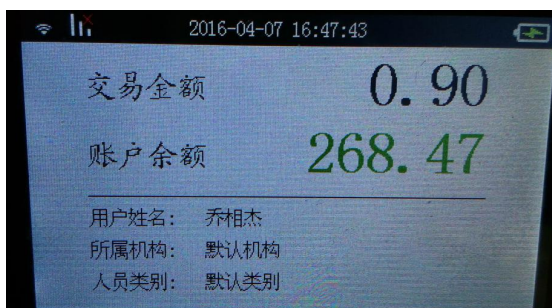 2016-04-07 16:47:43
交易金额 0.90
账户余额 268.47
用户姓名: 乔相杰
所属机构: 默认机构
人员类别: 默认类别